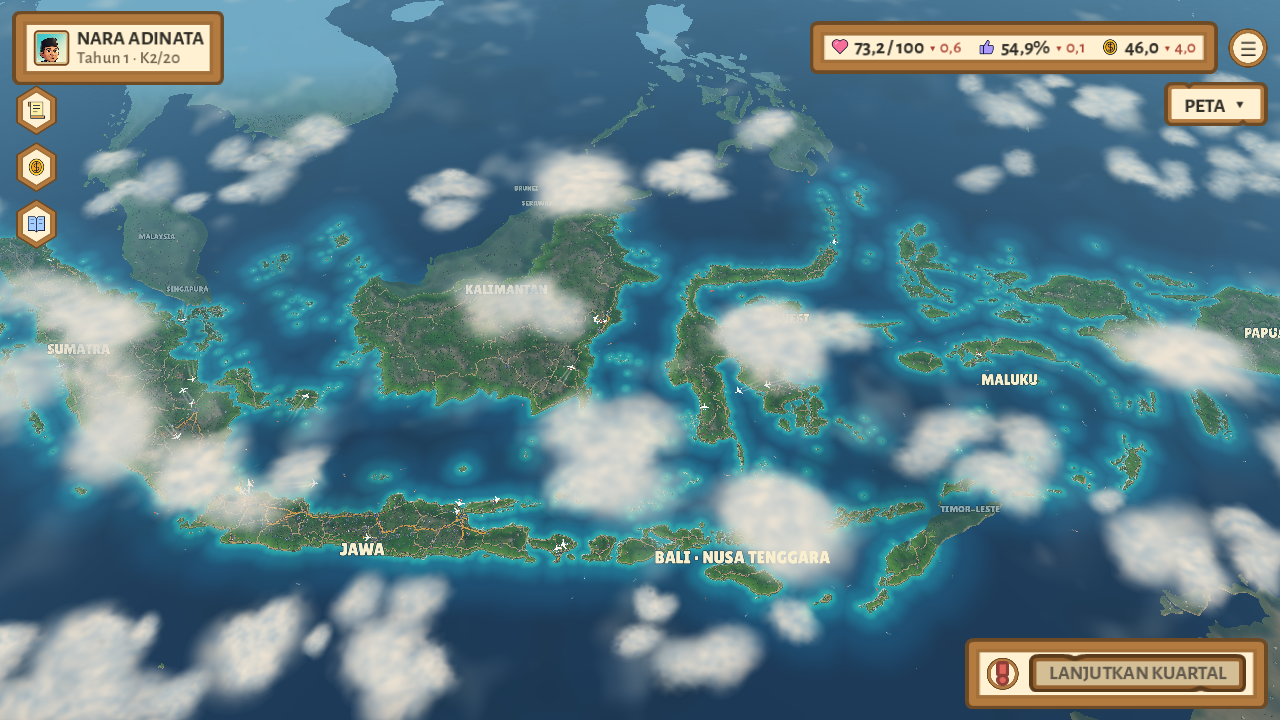 NARA ADINATA
Tahun 1 · K2/20
73,2/100 ▾ 0,6
54,9% ▾ 0,1
46,0 ▾ 4,0
PETA ▼
BRUNEI
MALAYSIA
SINGAPURA
KALIMANTAN
SUMATRA
PAPU
MALUKU
TIMOR-LESTE
JAWA
BALI · NUSA TENGGARA
LANJUTKAN KUARTAL